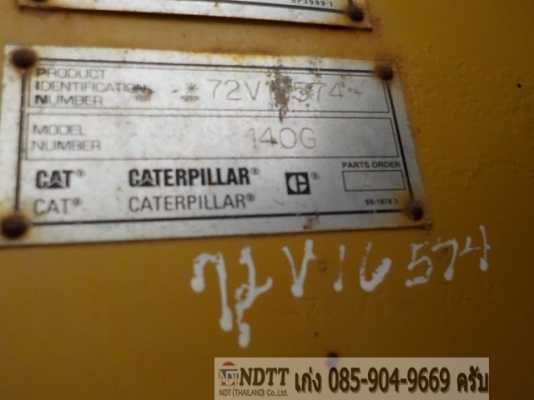 PRODUCT
IDENTIFICATION
NUMBER
MODEL
NUMBER
140G
CAT® CATERPILLAR®
CAT® CATERPILLAR®
PARTS ORDER
72V16574
NDTT
NDTT (THAILAND) Co.,Ltd.
เก่ง 085-904-9669 ครับ